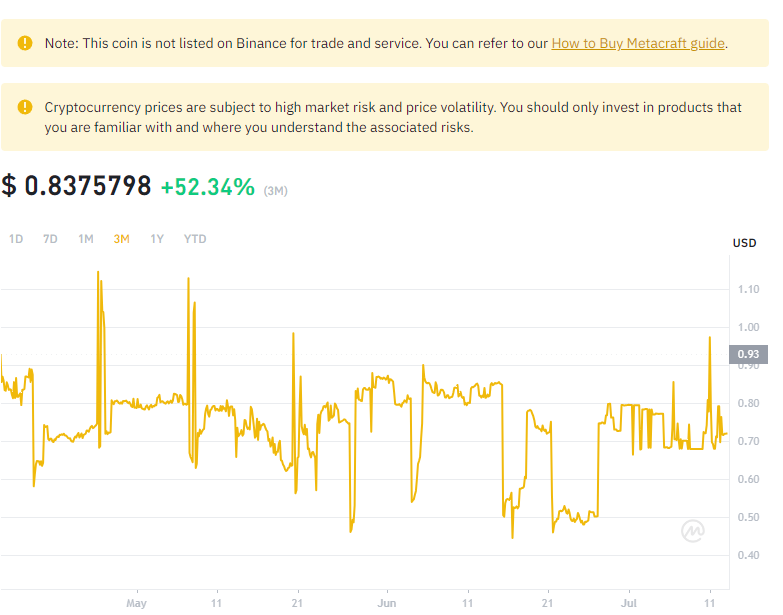 Note: This coin is not listed on Binance for trade and service. You can refer to our How to Buy Metacraft guide.
Cryptocurrency prices are subject to high market risk and price volatility. You should only invest in products that
you are familiar with and where you understand the associated risks.
$ 0.8375798 +52.34% (3M)
1D 7D 1M 3M 1Y YTD
USD
1.10
1.00
0.93
0.90
0.80
0.70
0.60
0.50
0.40
May 11 21 Jun 11 21 Jul 11